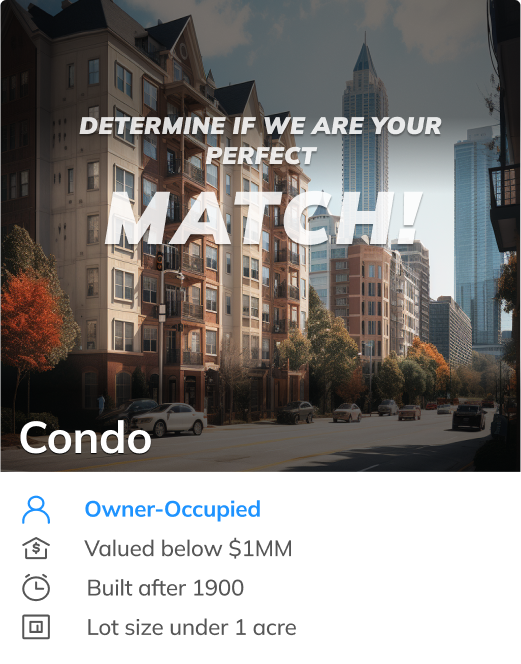 DETERMINE IF WE ARE YOUR
PERFECT
MATCH!
Condo
Owner-Occupied
Valued below $1MM
Built after 1900
Lot size under 1 acre